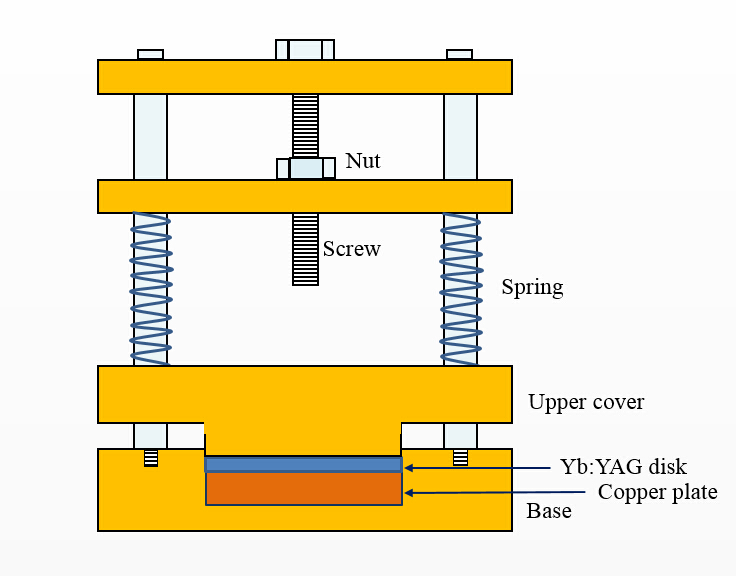 Nut
Screw
Spring
Upper cover
Yb:YAG disk
Copper plate
Base